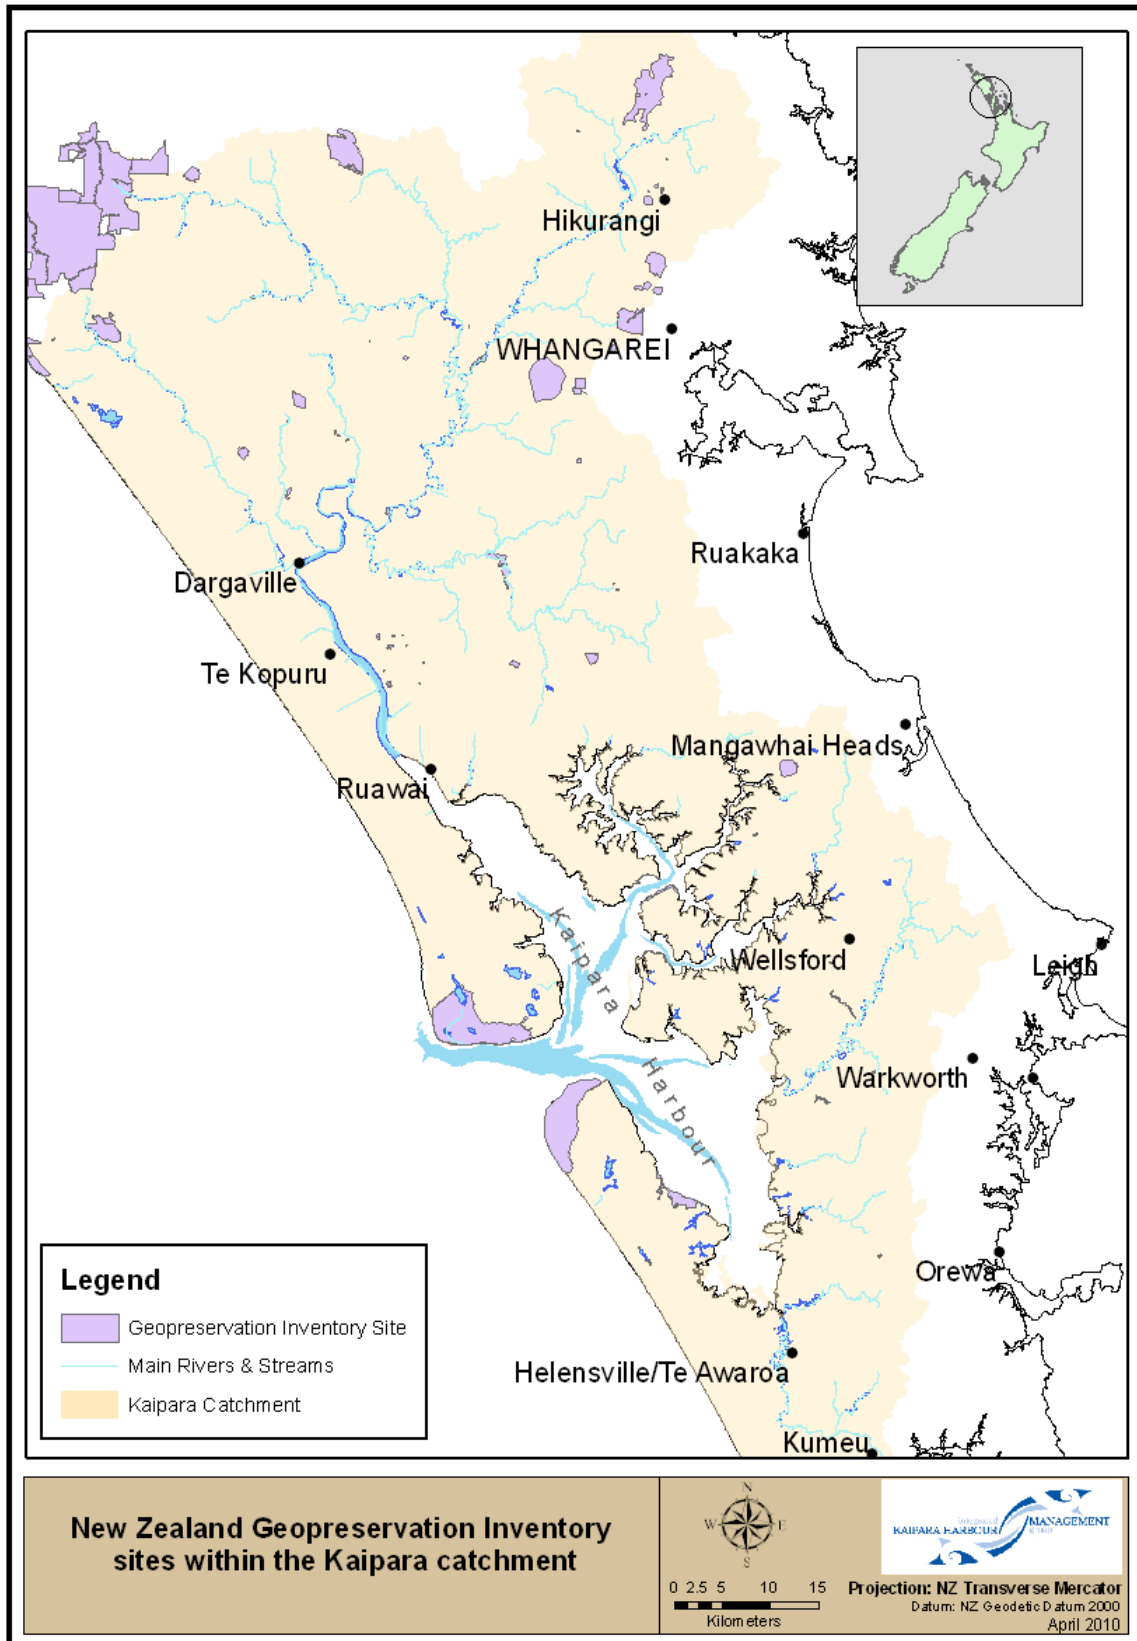 Hikurangi
WHANGAREI
Ruakaka
Dargaville
Te Kopuru
Mangawhai Heads
Ruawai
Kaipara
Harbour
Wellsford
Leigh
Warkworth
Orewa
Helensville/Te Awaroa
Kumeu
Legend
Geopreservation Inventory Site
Main Rivers & Streams
Kaipara Catchment
New Zealand Geopreservation Inventory
sites within the Kaipara catchment
N
W E
S
0 2.5 5 10 15
Kilometers
integrated
KAIPARA HARBOUR MANAGEMENT
Projection: NZ Transverse Mercator
Datum: NZ Geodetic Datum 2000
April 2010